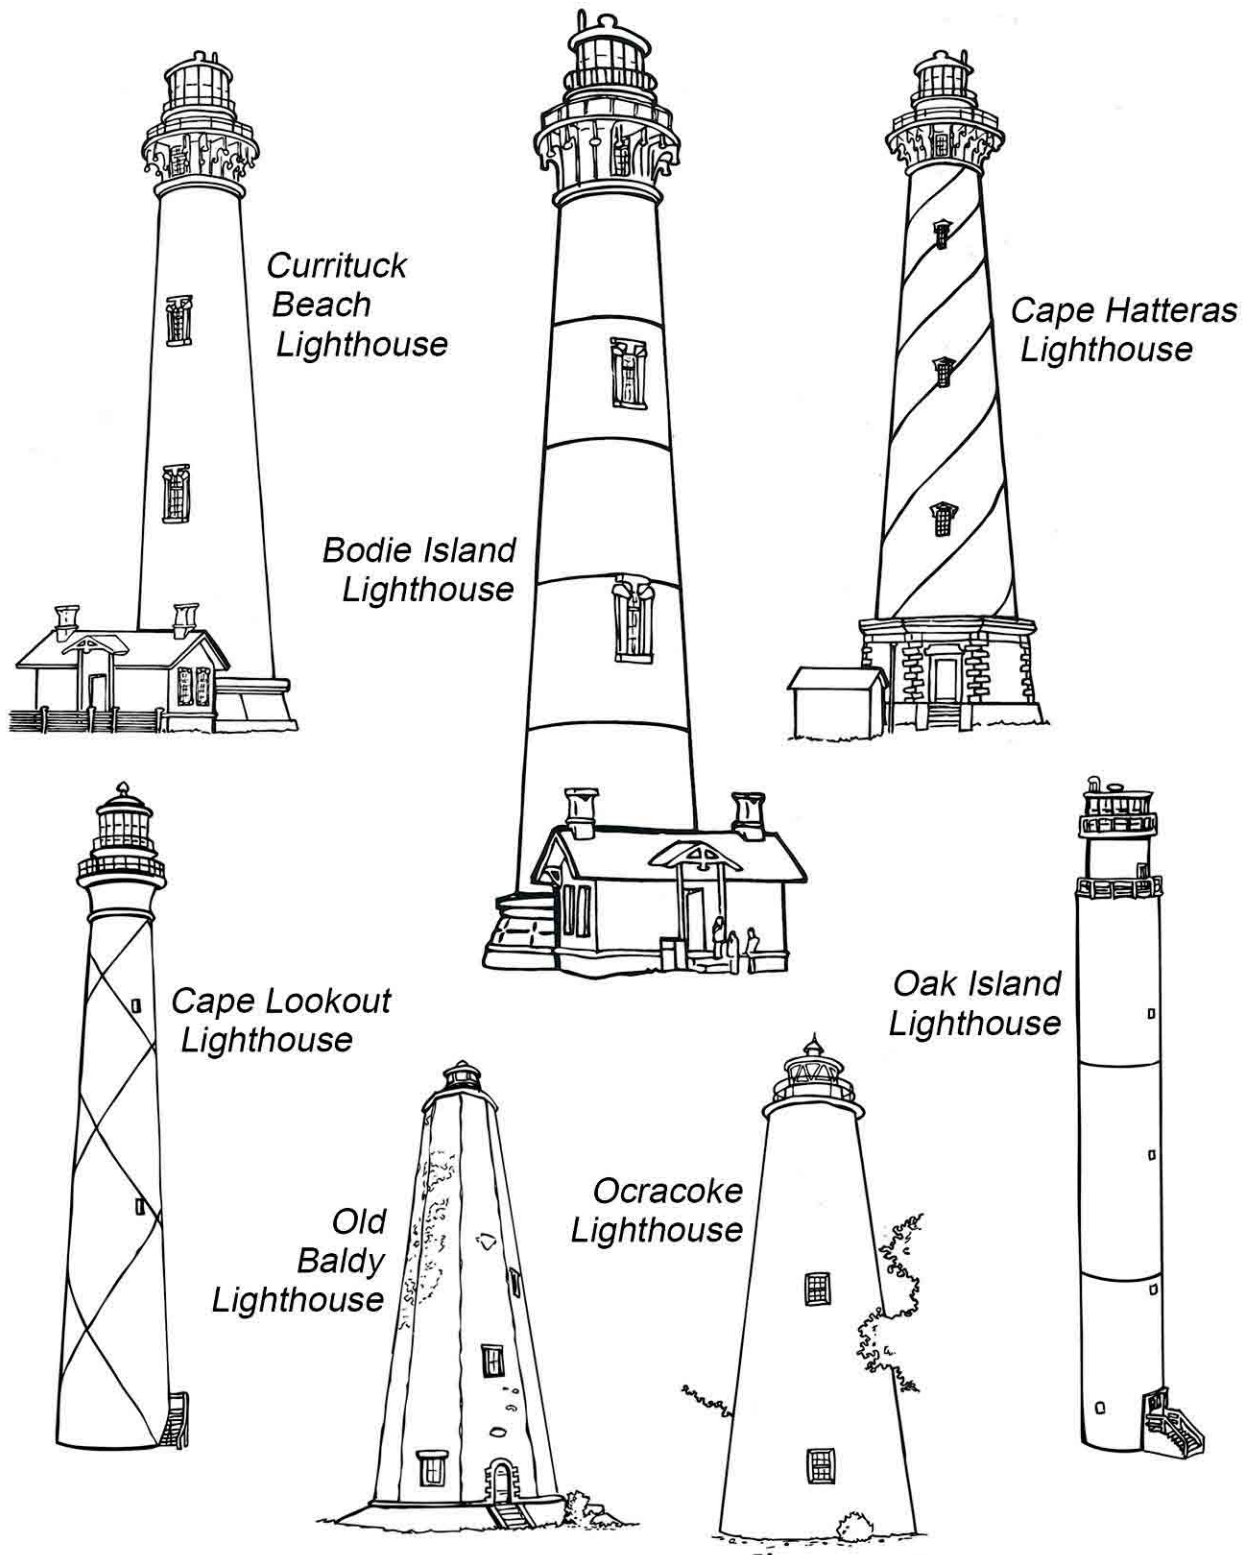 Currituck
Beach
Lighthouse
Cape Hatteras
Lighthouse
Bodie Island
Lighthouse
Cape Lookout
Lighthouse
Oak Island
Lighthouse
Old
Baldy
Lighthouse
Ocracoke
Lighthouse